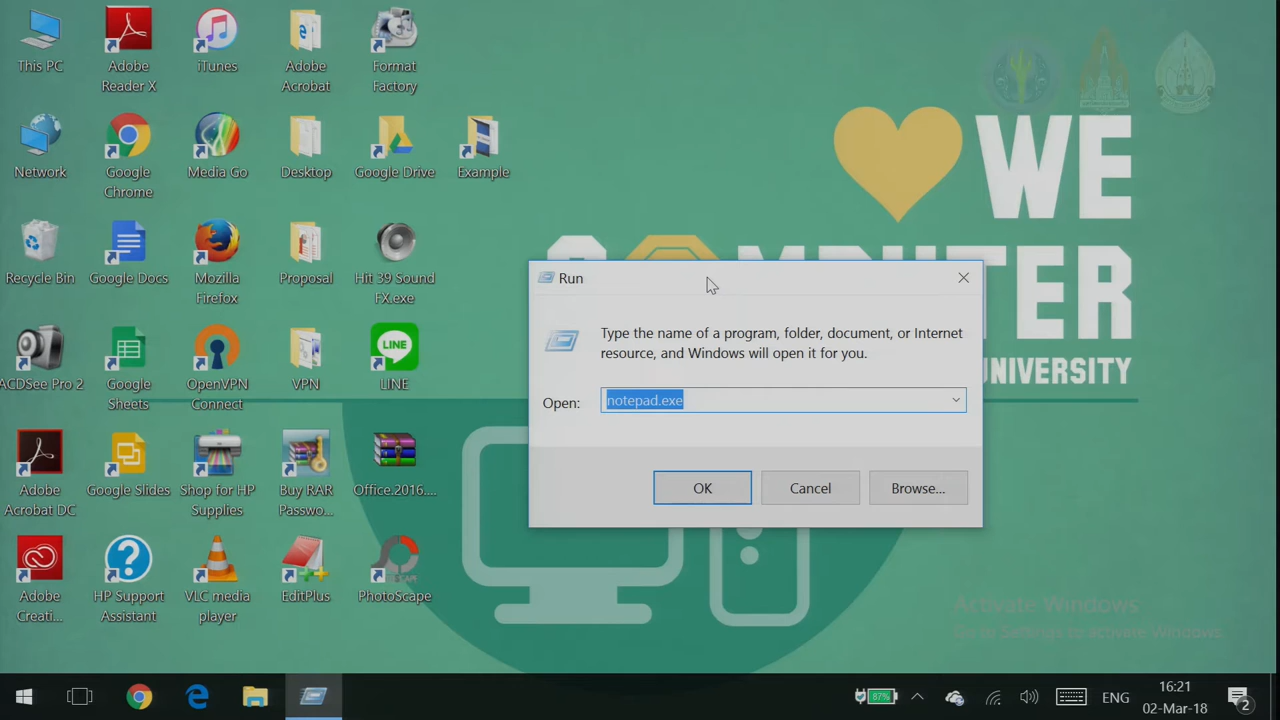 This PC
Adobe
Reader X
iTunes
Adobe
Acrobat
Format
Factory
Network
Google
Chrome
Media Go
Desktop
Google Drive
Example
Recycle Bin
Google Docs
Mozilla
Firefox
Proposal
Hit 39 Sound
FX.exe
ACDSee Pro 2
Google
Sheets
OpenVPN
Connect
VPN
LINE
LINE
Adobe
Acrobat DC
Google Slides
Shop for HP
Supplies
Buy RAR
Passwo...
Office.2016....
Adobe
Creati...
HP Support
Assistant
VLC media
player
EditPlus
PhotoScape
WE
UNIVERSITY
Run
Type the name of a program, folder, document, or Internet
resource, and Windows will open it for you.
Open:
notepad.exe
OK
Cancel
Browse...
Activate Windows
Go to Settings to activate Windows.
97%
ENG
16:21
02-Mar-18
2